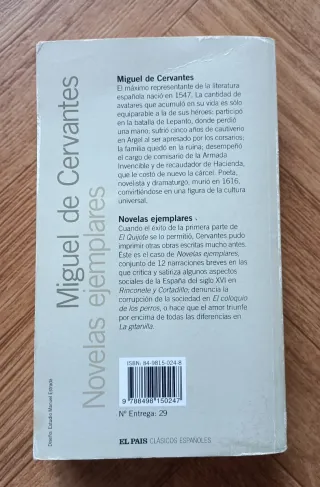 Miguel de Cervantes
El máximo representante de la literatura
española nació en 1547. La cantidad de
avatares que acumuló en su vida es sólo
equiparable a la de sus héroes: participó
en la batalla de Lepanto, donde perdió
una mano; sufrió cinco años de cautiverio
en Argel al ser apresado por los corsarios;
la familia quedó en la ruina; desempeñó
el cargo de comisario de la Armada
Invencible y de recaudador de Hacienda,
que le costó de nuevo la cárcel. Poeta,
novelista y dramaturgo, murió en 1616,
convirtiéndose en una figura de la cultura
universal.
Novelas ejemplares
Cuando el éxito de la primera parte de
El Quijote se lo permitió, Cervantes pudo
imprimir otras obras escritas mucho antes.
Este es el caso de Novelas ejemplares,
conjunto de 12 narraciones breves en las
que critica y satiriza algunos aspectos
sociales de la España del siglo XVI en
Rinconete y Cortadillo; denuncia la
corrupción de la sociedad en El coloquio
de los perros, o hace que el amor triunfe
por encima de todas las diferencias en
La gitanilla.
Miguel de Cervantes
Novelas ejemplares
Diseño: Estudio Manuel Estrada
ISBN: 84-9815-024-8
9 788498 150247
Nº Entrega: 29
EL PAIS CLÁSICOS ESPAÑOLES